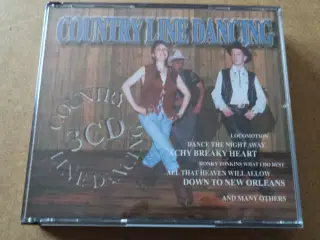 COUNTRY LINE DANCING
COUNTRY
3CD
LINE DANCING
LOCOMOTION
DANCE THE NIGHT AWAY
ACHY BREAKY HEART
HONKY TONKINS WHAT I DO BEST
ALL THAT HEAVEN WILL ALLOW
DOWN TO NEW ORLEANS
AND MANY OTHERS